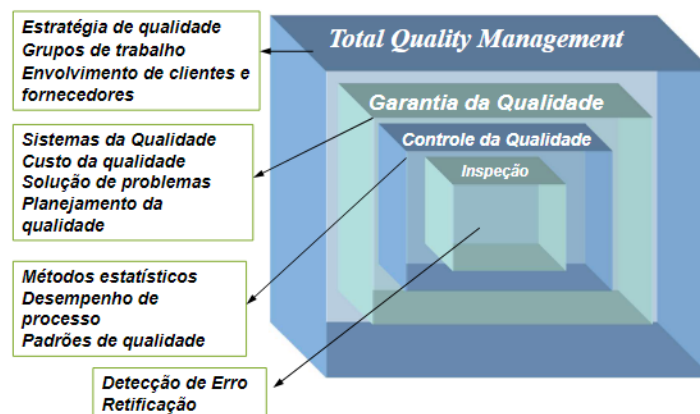 Estratégia de qualidade
Grupos de trabalho
Envolvimento de clientes e
fornecedores
Total Quality Management
Garantia da Qualidade
Sistemas da Qualidade
Custo da qualidade
Solução de problemas
Planejamento da
qualidade
Controle da Qualidade
Inspeção
Métodos estatísticos
Desempenho de
processo
Padrões de qualidade
Detecção de Erro
Retificação